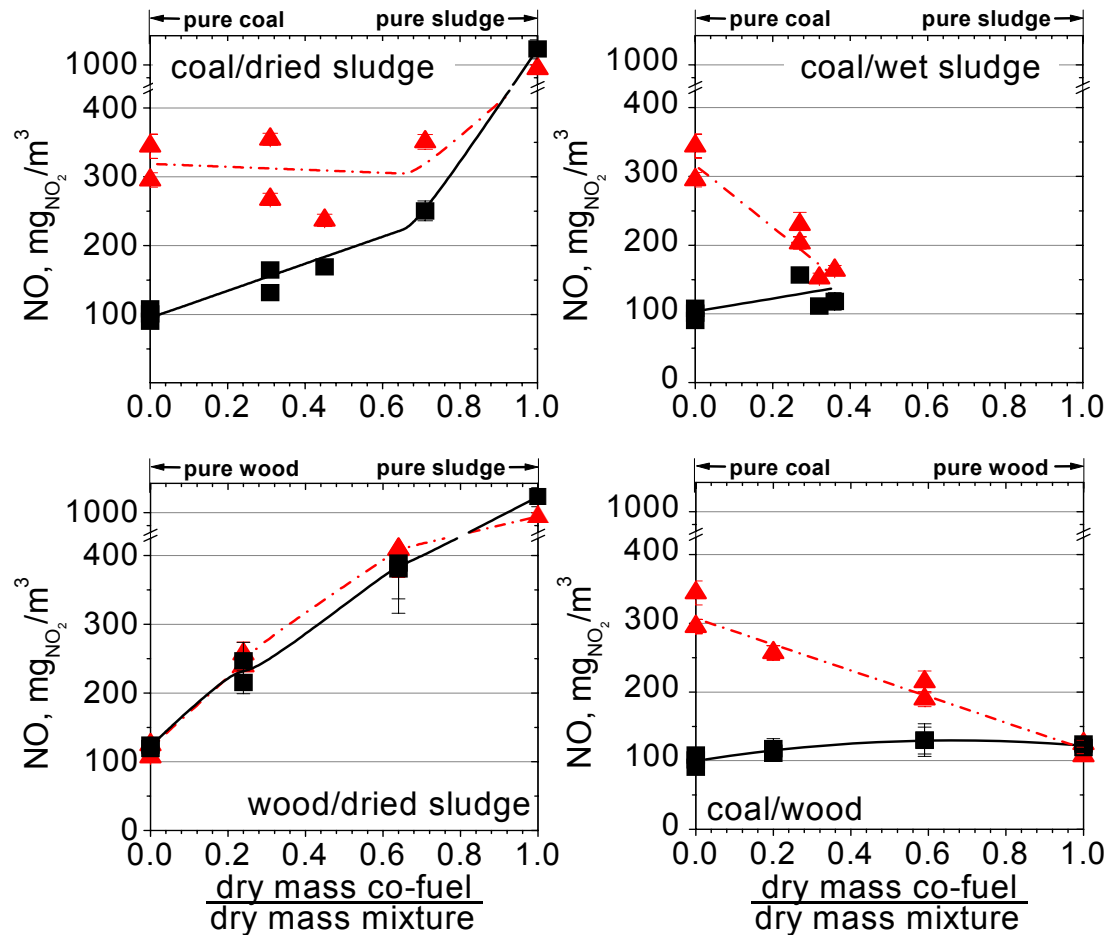 pure coal pure sludge
coal/dried sludge
1000
400
300
200
100
NO, mg_{NO_2}/m^3
0.0 0.2 0.4 0.6 0.8 1.0
pure coal pure sludge
coal/wet sludge
1000
400
300
200
100
0
NO, mg_{NO_2}/m^3
0.0 0.2 0.4 0.6 0.8 1.0
pure wood pure sludge
1000
400
300
200
100
0
NO, mg_{NO_2}/m^3
wood/dried sludge
0.0 0.2 0.4 0.6 0.8 1.0
dry mass co-fuel
dry mass mixture
pure coal pure wood
1000
400
300
200
100
0
NO, mg_{NO_2}/m^3
coal/wood
0.0 0.2 0.4 0.6 0.8 1.0
dry mass co-fuel
dry mass mixture